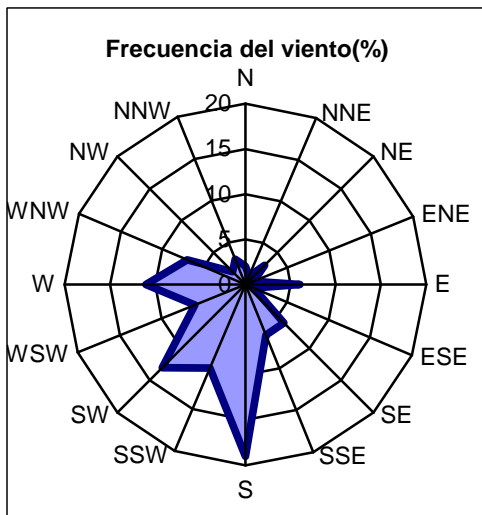 Frecuencia del viento(%)
N
NNE
NE
ENE
E
ESE
SE
SSE
S
SSW
SW
WSW
W
WNW
NW
NNW
20
15
10
5
0